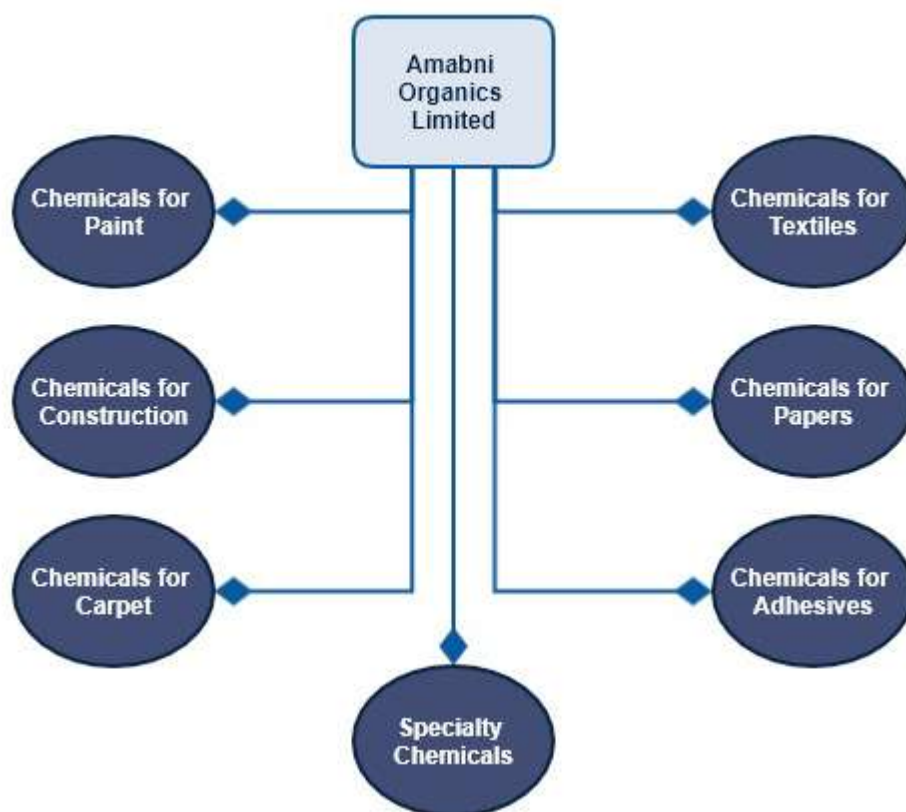 Amabni
Organics
Limited
Chemicals for
Paint
Chemicals for
Textiles
Chemicals for
Construction
Chemicals for
Papers
Chemicals for
Carpet
Chemicals for
Adhesives
Specialty
Chemicals